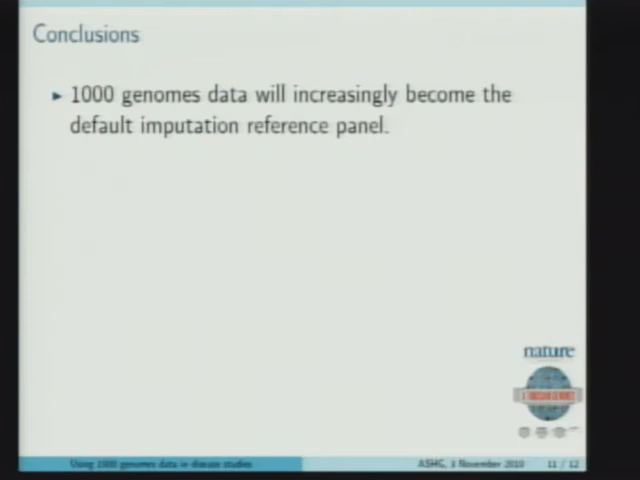 Conclusions
▶ 1000 genomes data will increasingly become the
default imputation reference panel.
nature
Using 1000 genomes data in disease studies
ASHG, 3 November 2010 11 / 12